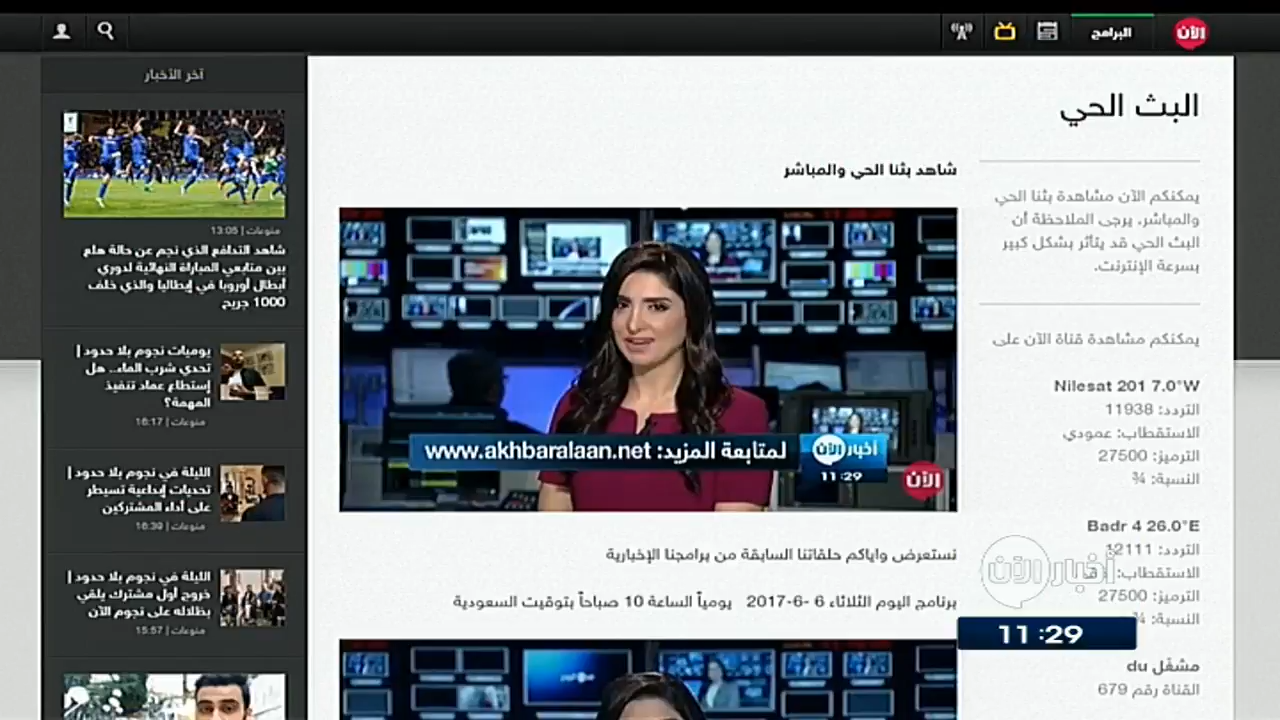 الآن
البرامج
البث الحي
يمكنكم الآن مشاهدة بثنا الحي
والمباشر. يرجى الملاحظة أن
البث الحي قد يتأثر بشكل كبير
بسرعة الإنترنت.
يمكنكم مشاهدة قناة الآن على
Nilesat 201 7.0°W
التردد: 11938
الاستقطاب: عمودي
الترميز: 27500
النسبة: ¾
Badr 4 26.0°E
التردد: 12111
الاستقطاب:
الترميز: 27500
النسبة: ¾
مشغّل du
القناة رقم 679
شاهد بثنا الحي والمباشر
لمتابعة المزيد: www.akhbaralaan.net
أخبار الآن
11:29
الآن
نستعرض واياكم حلقاتنا السابقة من برامجنا الإخبارية
برنامج اليوم الثلاثاء 6 -6-2017 يومياً الساعة 10 صباحاً بتوقيت السعودية
أخبار الآن
11:29
آخر الأخبار
منوعات | 13:05
شاهد التدافع الذي نجم عن حالة هلع
بين متابعي المباراة النهائية لدوري
أبطال أوروبا في إيطاليا والذي خلف
1000 جريح
يوميات نجوم بلا حدود |
تحدي شرب الماء.. هل
إستطاع عماد تنفيذ
المهمة؟
منوعات | 16:17
الليلة في نجوم بلا حدود |
تحديات إبداعية تسيطر
على أداء المشتركين
منوعات | 16:39
الليلة في نجوم بلا حدود |
خروج أول مشترك يلقي
بظلاله على نجوم الآن
منوعات | 15:57